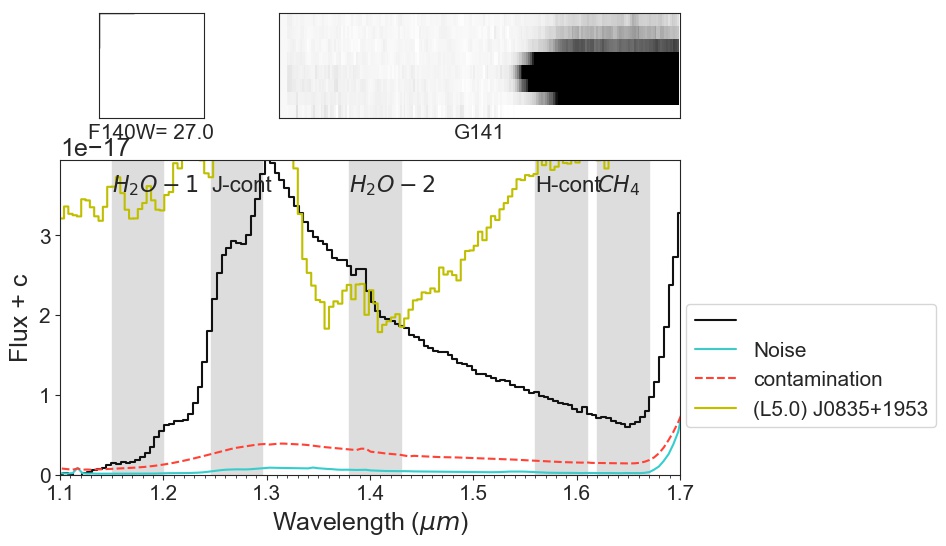 F140W= 27.0
G141
1e−17
H₂O − 1
J-cont
H₂O − 2
H-cont
CH₄
3
2
1
0
Flux + c
1.1
1.2
1.3
1.4
1.5
1.6
1.7
Wavelength (μm)
Noise
contamination
(L5.0) J0835+1953